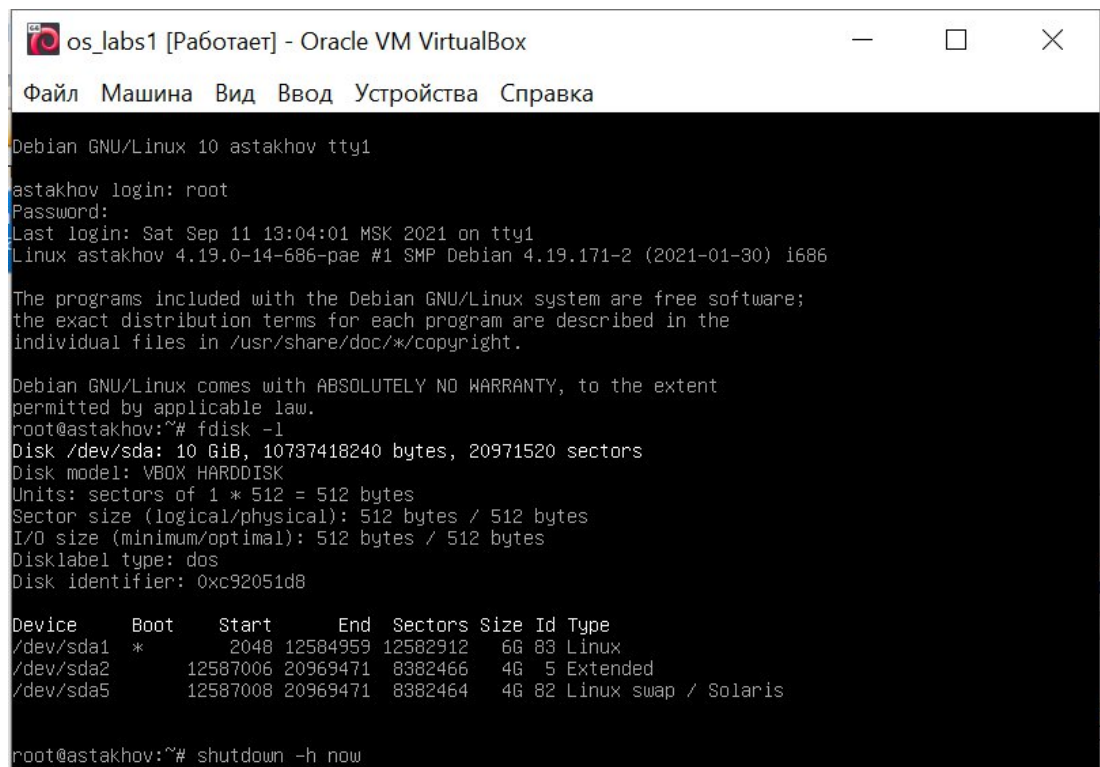 64
os_labs1 [Работает] - Oracle VM VirtualBox
Файл Машина Вид Ввод Устройства Справка
Debian GNU/Linux 10 astakhov tty1
astakhov login: root
Password:
Last login: Sat Sep 11 13:04:01 MSK 2021 on tty1
Linux astakhov 4.19.0-14-686-pae #1 SMP Debian 4.19.171-2 (2021-01-30) i686
The programs included with the Debian GNU/Linux system are free software;
the exact distribution terms for each program are described in the
individual files in /usr/share/doc/*/copyright.
Debian GNU/Linux comes with ABSOLUTELY NO WARRANTY, to the extent
permitted by applicable law.
root@astakhov:~# fdisk -l
Disk /dev/sda: 10 GiB, 10737418240 bytes, 20971520 sectors
Disk model: VBOX HARDDISK
Units: sectors of 1 * 512 = 512 bytes
Sector size (logical/physical): 512 bytes / 512 bytes
I/O size (minimum/optimal): 512 bytes / 512 bytes
Disklabel type: dos
Disk identifier: 0xc92051d8
Device Boot Start End Sectors Size Id Type
/dev/sda1 * 2048 12584959 12582912 6G 83 Linux
/dev/sda2 12587006 20969471 8382466 4G 5 Extended
/dev/sda5 12587008 20969471 8382464 4G 82 Linux swap / Solaris
root@astakhov:~# shutdown -h now